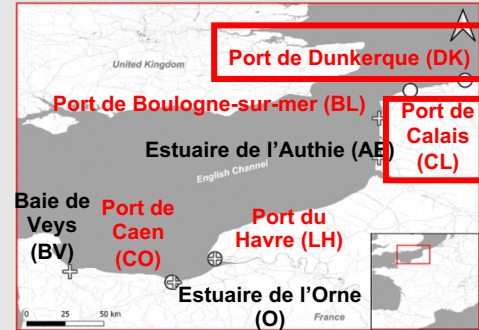 United Kingdom
Port de Dunkerque (DK)
Port de Boulogne-sur-mer (BL)
Port de
Calais
(CL)
Estuaire de l'Authie (AE)
English Channel
Baie de
Veys
(BV)
Port de
Caen
(CO)
Port du
Havre (LH)
Estuaire de l'Orne
(O)
0 25 50 km
France